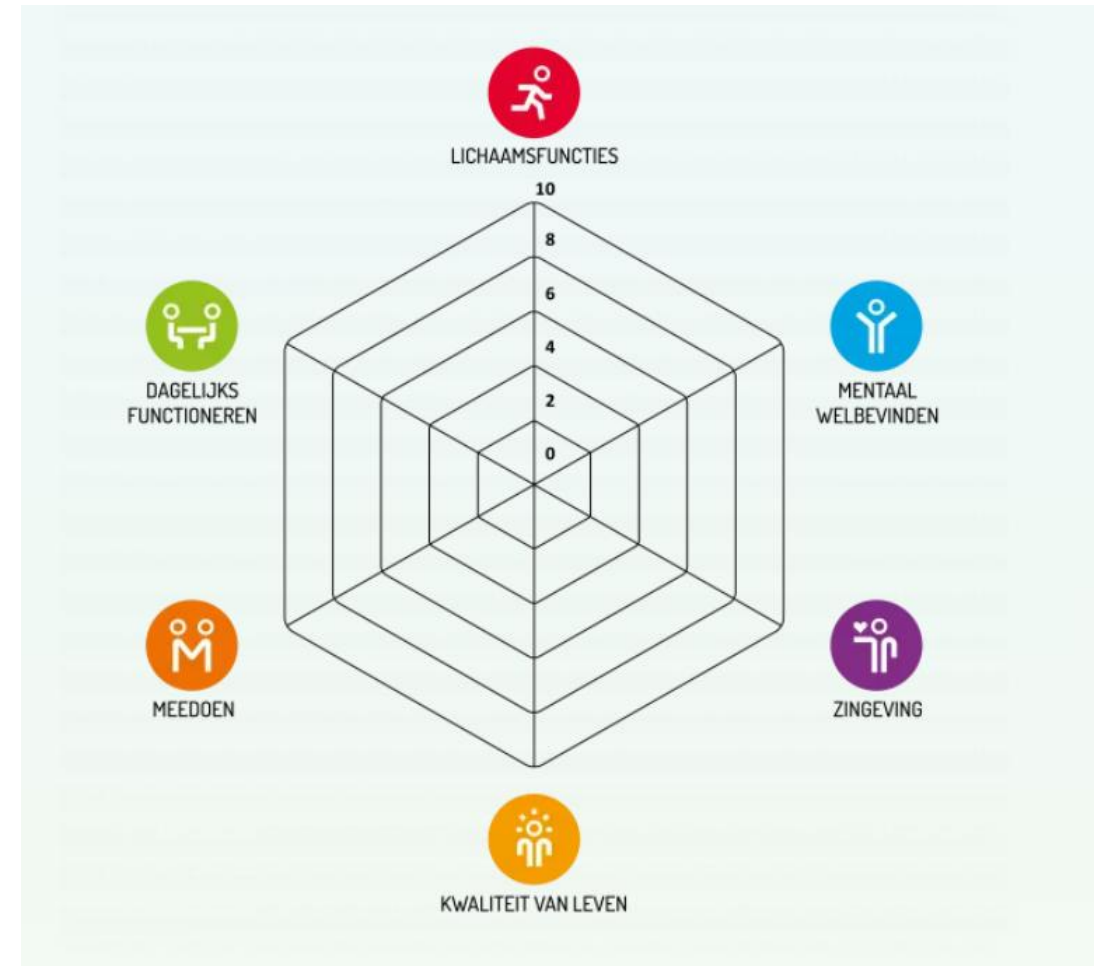 LICHAAMSFUNCTIES
10
8
6
4
2
0
DAGELIJKS
FUNCTIONEREN
MENTAAL
WELBEVINDEN
MEEDOEN
ZINGEVING
KWALITEIT VAN LEVEN